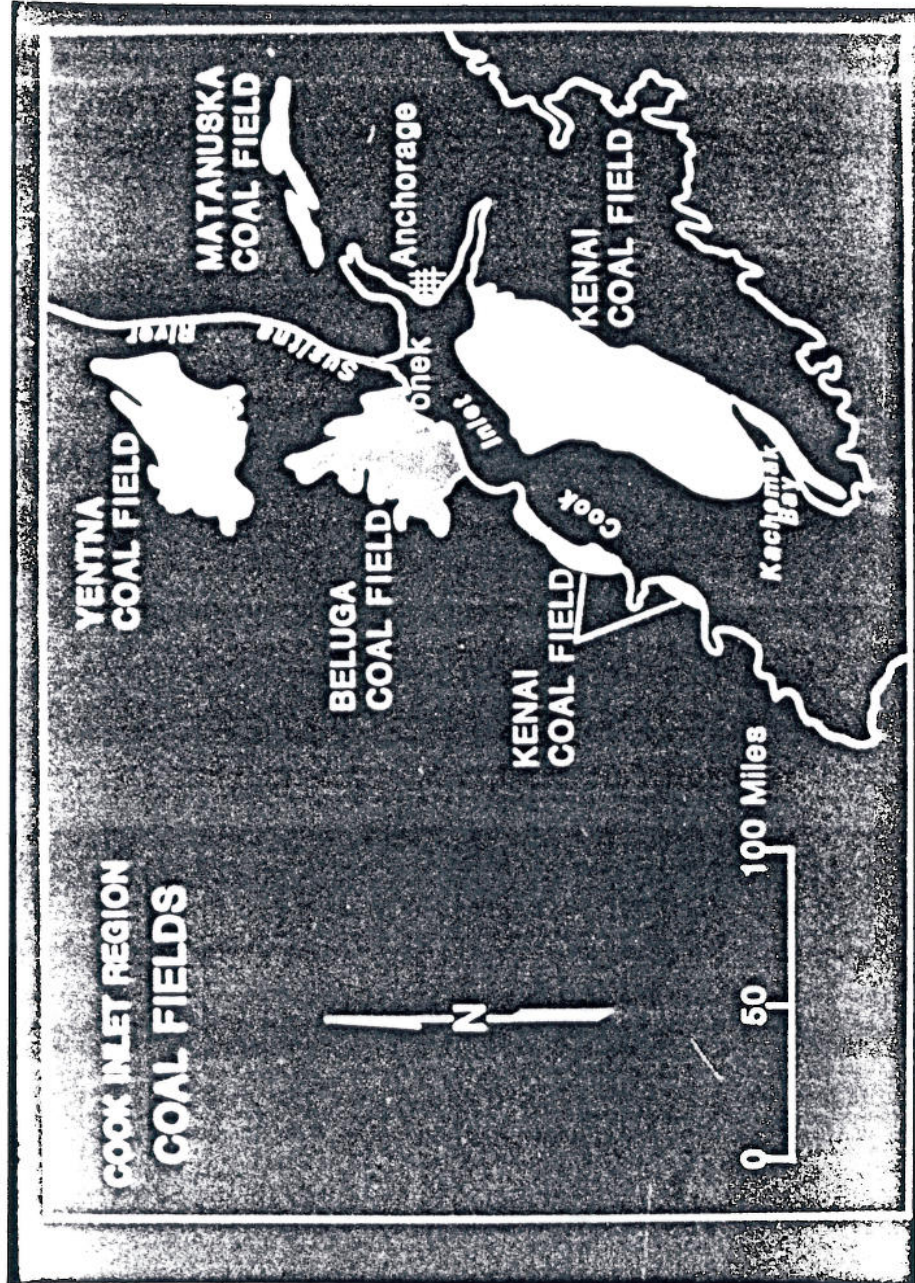 COOK INLET REGION
COAL FIELDS
N
0 50 100 Miles
YENTNA
COAL FIELD
Susitna River
MATANUSKA
COAL FIELD
BELUGA
COAL FIELD
onek
Anchorage
Cook Inlet
KENAI
COAL FIELD
KENAI
COAL FIELD
Kachemak
Bay